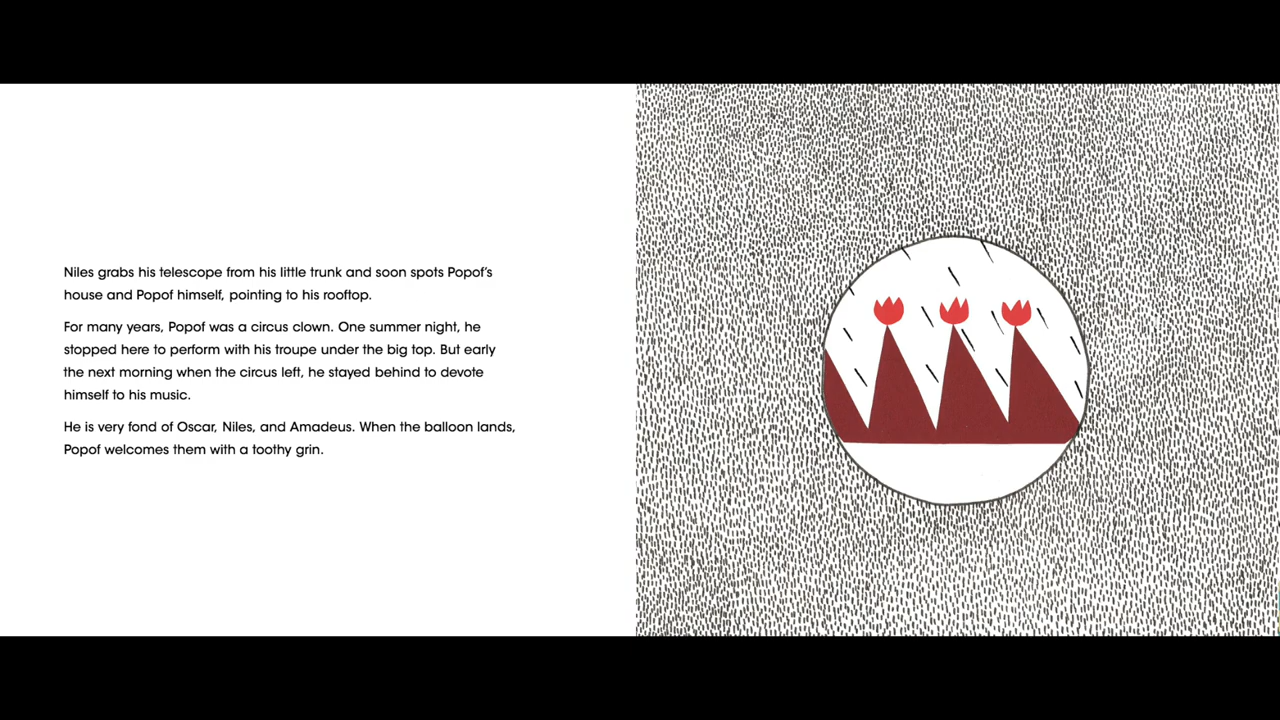 Niles grabs his telescope from his little trunk and soon spots Popof's
house and Popof himself, pointing to his rooftop.
For many years, Popof was a circus clown. One summer night, he
stopped here to perform with his troupe under the big top. But early
the next morning when the circus left, he stayed behind to devote
himself to his music.
He is very fond of Oscar, Niles, and Amadeus. When the balloon lands,
Popof welcomes them with a toothy grin.